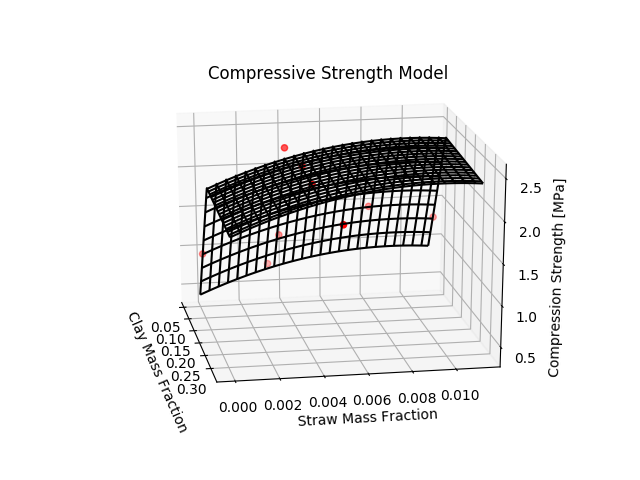 Compressive Strength Model
2.5
2.0
1.5
1.0
0.5
Compression Strength [MPa]
0.05
0.10
0.15
0.20
0.25
0.30
Clay Mass Fraction
0.000 0.002 0.004 0.006 0.008 0.010
Straw Mass Fraction